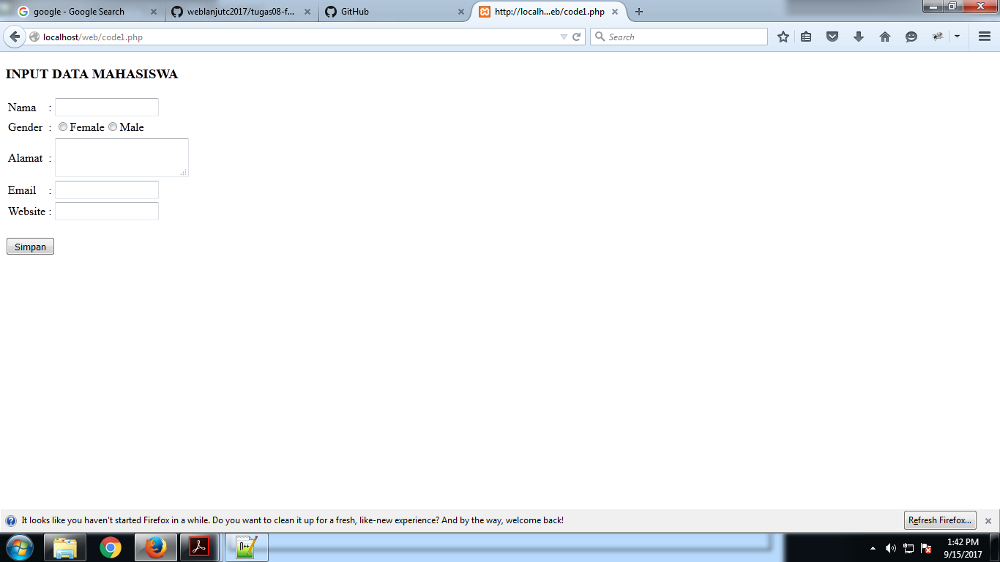 google - Google Search
weblanjutc2017/tugas08-f...
GitHub
http://localh...eb/code1.php
localhost/web/code1.php
Search
INPUT DATA MAHASISWA
Nama :
Gender : Female Male
Alamat :
Email :
Website :
Simpan
It looks like you haven't started Firefox in a while. Do you want to clean it up for a fresh, like-new experience? And by the way, welcome back!
Refresh Firefox...
1:42 PM
9/15/2017